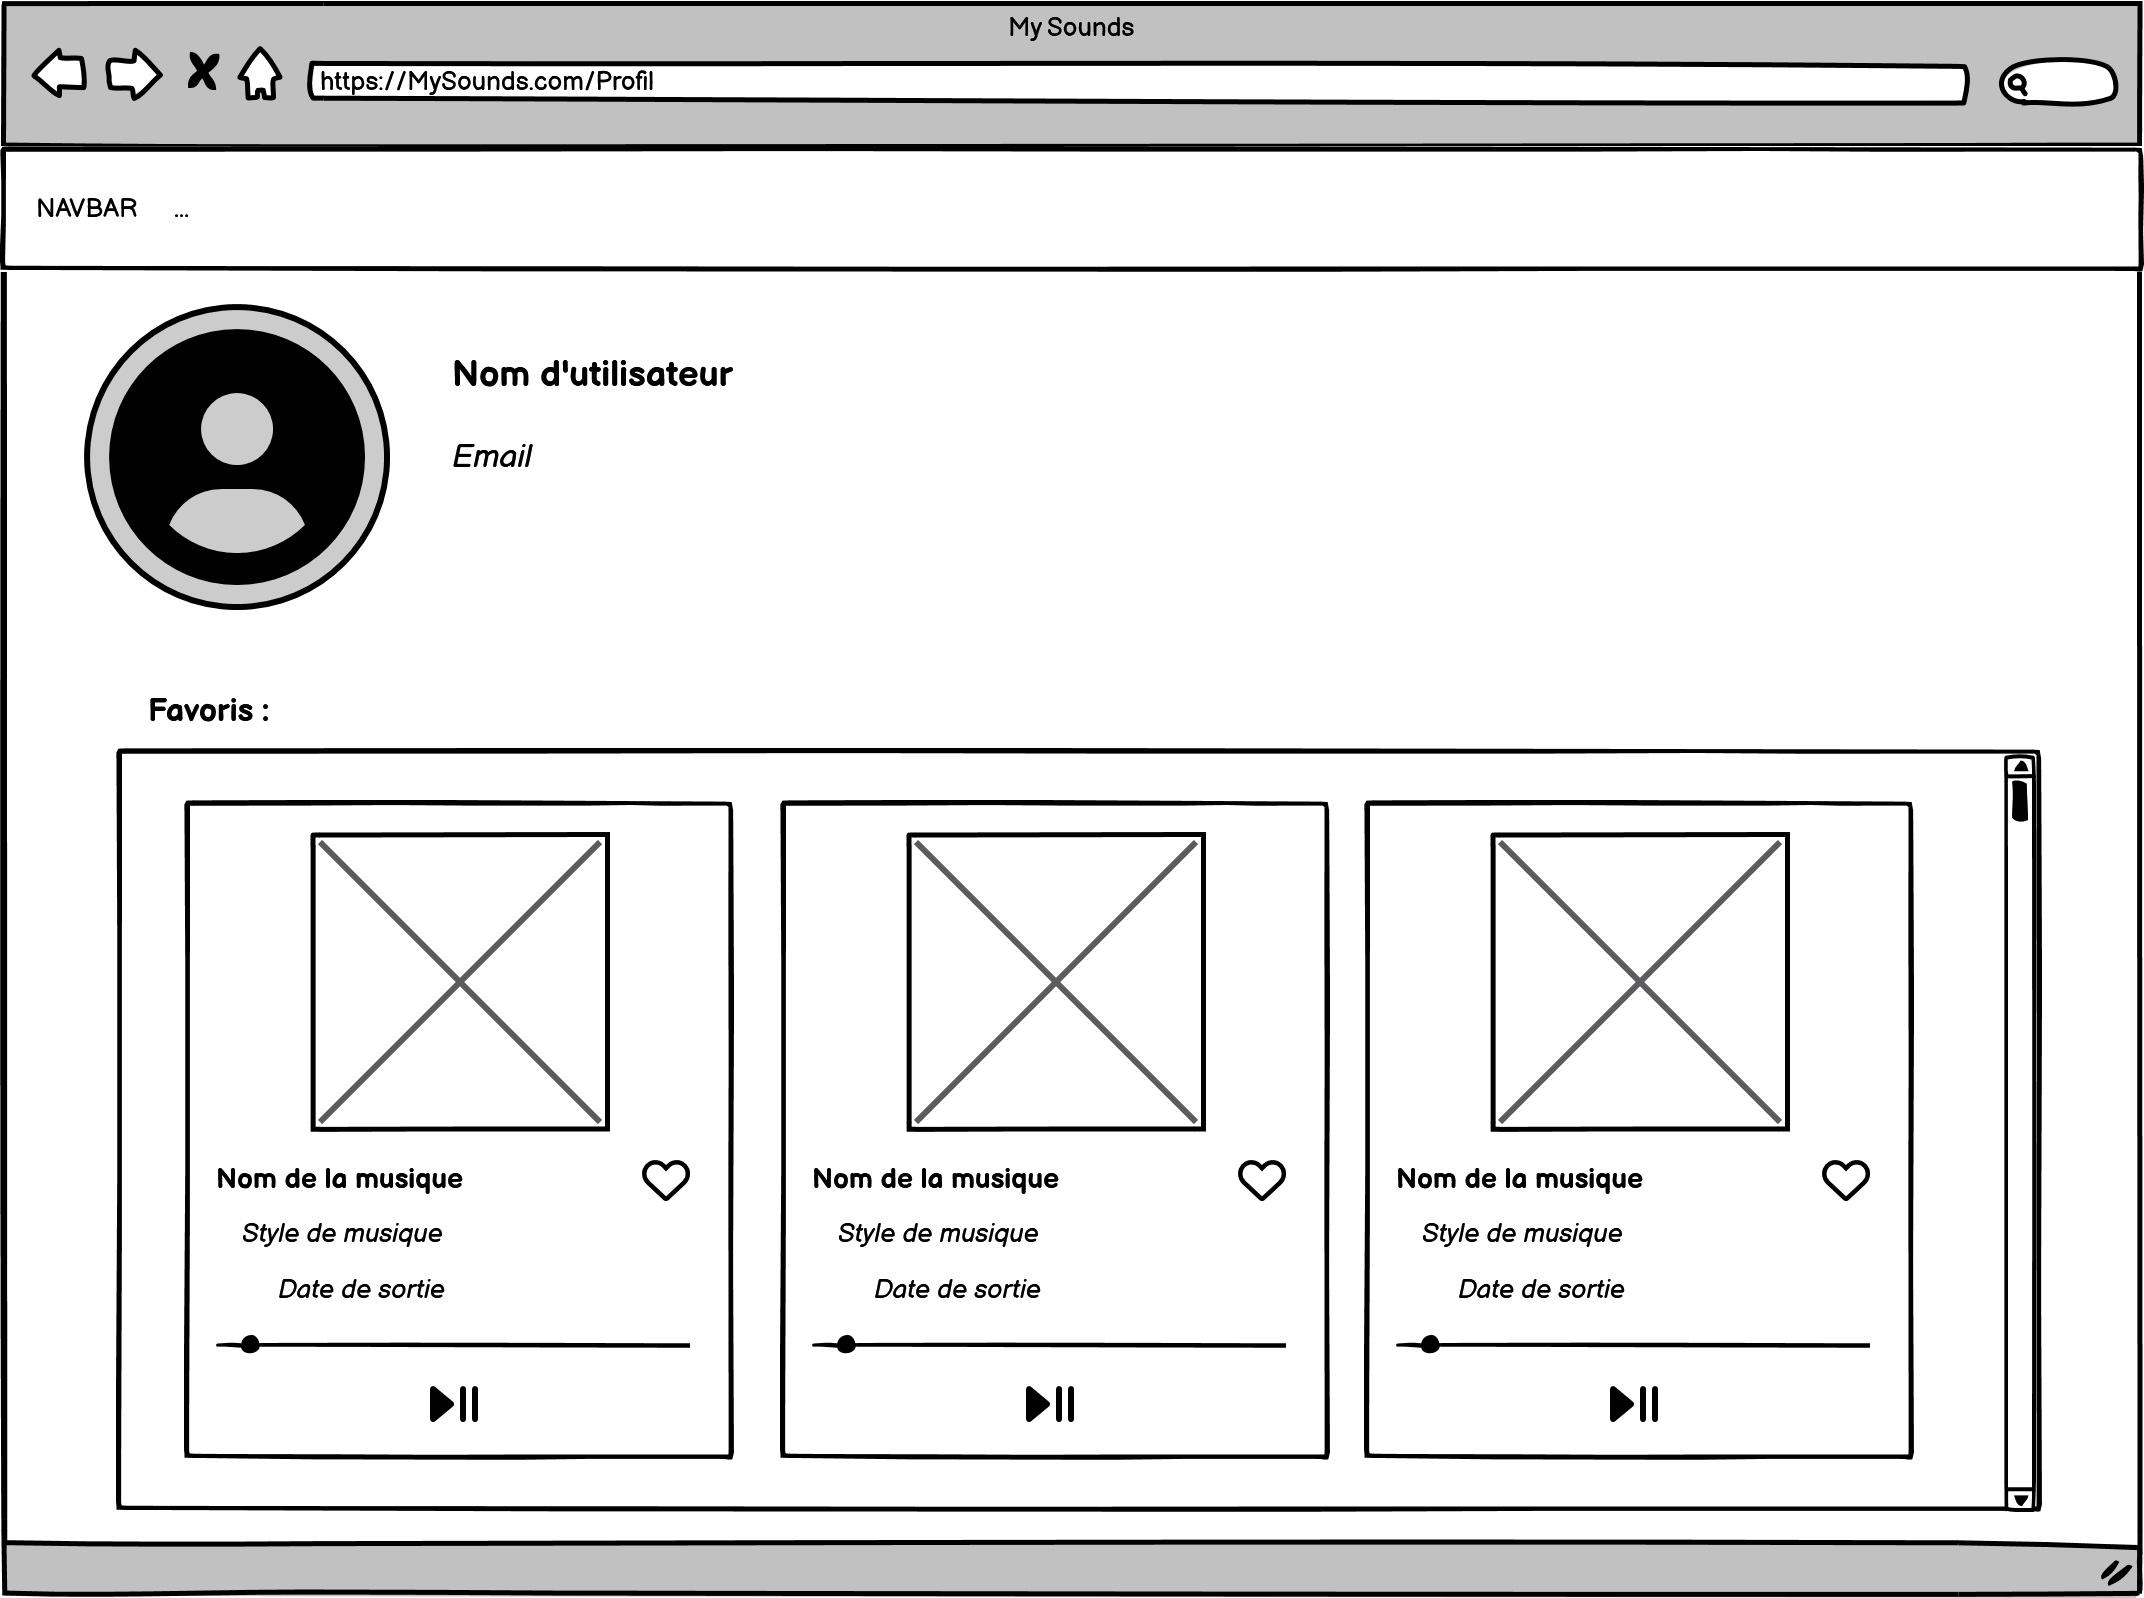 My Sounds
https://MySounds.com/Profil
NAVBAR ...
Nom d'utilisateur
Email
Favoris :
Nom de la musique
Style de musique
Date de sortie
Nom de la musique
Style de musique
Date de sortie
Nom de la musique
Style de musique
Date de sortie